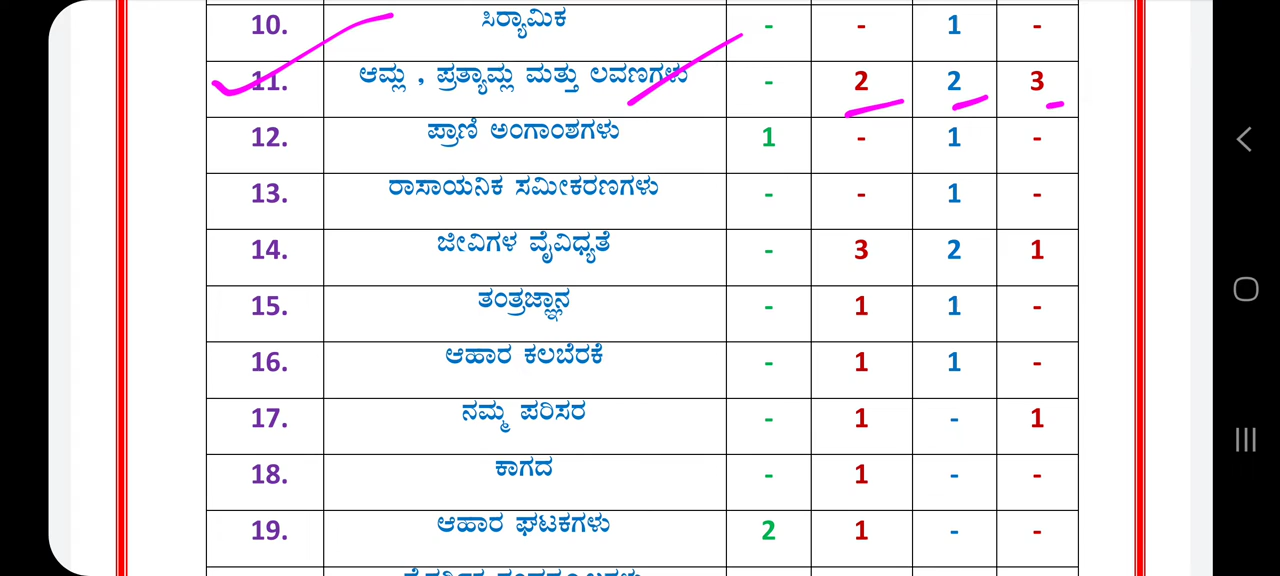 10. ಸಿರ‍್ಯಾಮಿಕ - - 1 -
11. ಆಮ್ಲ , ಪ್ರತ್ಯಾಮ್ಲ ಮತ್ತು ಲವಣಗಳು - 2 2 3
12. ಪ್ರಾಣಿ ಅಂಗಾಂಶಗಳು 1 - 1 -
13. ರಾಸಾಯನಿಕ ಸಮೀಕರಣಗಳು - - 1 -
14. ಜೀವಿಗಳ ವೈವಿಧ್ಯತೆ - 3 2 1
15. ತಂತ್ರಜ್ಞಾನ - 1 1 -
16. ಆಹಾರ ಕಲಬೆರಕೆ - 1 1 -
17. ನಮ್ಮ ಪರಿಸರ - 1 - 1
18. ಕಾಗದ - 1 - -
19. ಆಹಾರ ಘಟಕಗಳು 2 1 - -